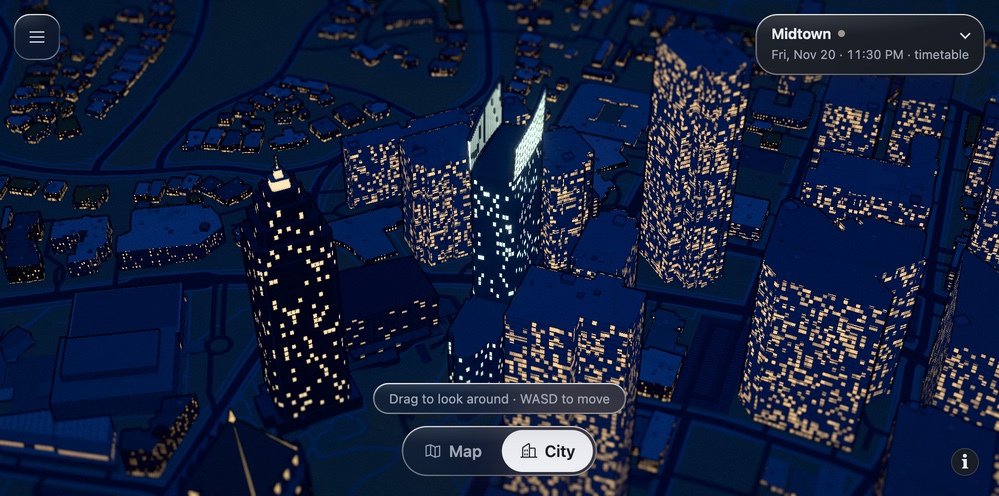 Midtown
Fri, Nov 20 · 11:30 PM · timetable
Drag to look around · WASD to move
Map
City